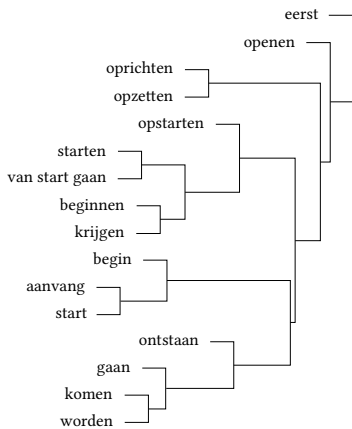 eerst
openen
oprichten
opzetten
opstarten
starten
van start gaan
beginnen
krijgen
begin
aanvang
start
ontstaan
gaan
komen
worden